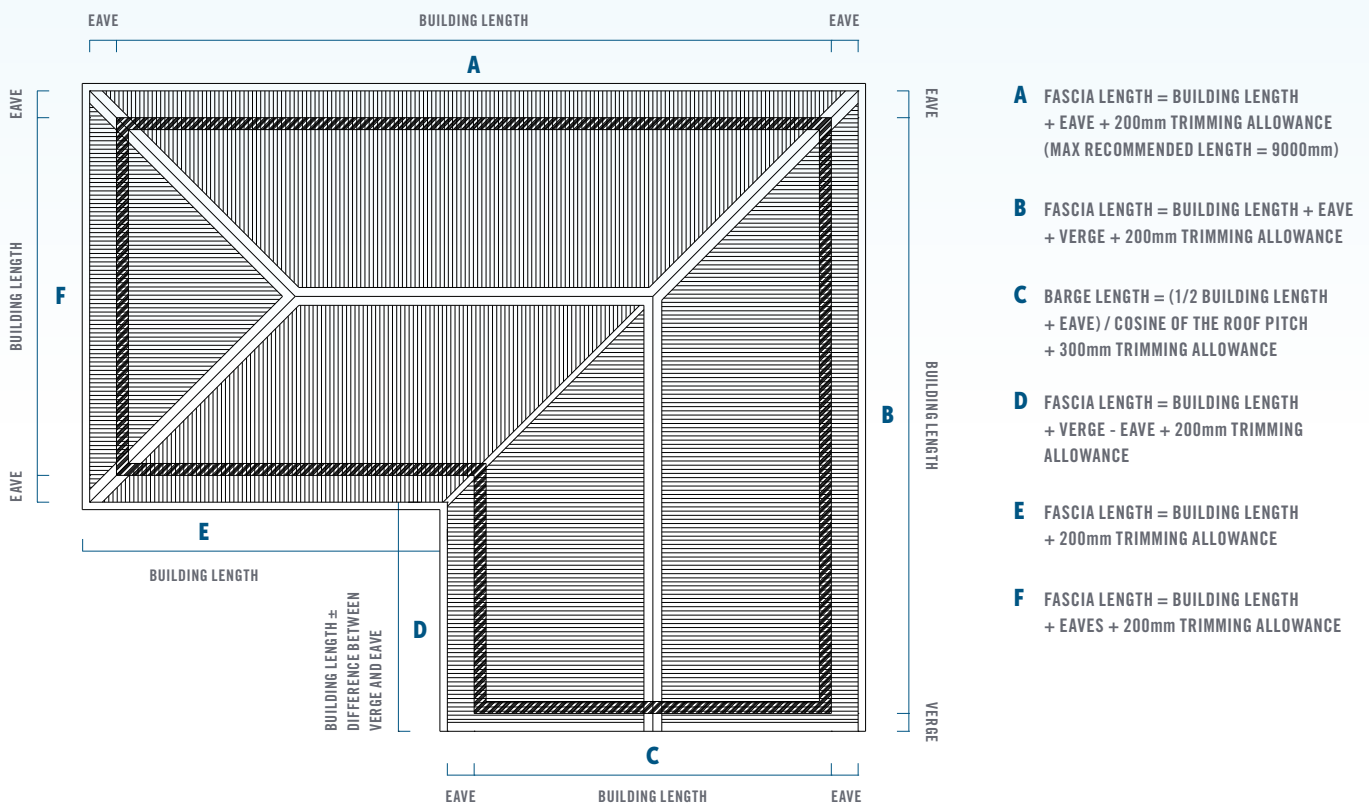 EAVE
BUILDING LENGTH
EAVE
A
EAVE
EAVE
BUILDING LENGTH
F
EAVE
E
BUILDING LENGTH
BUILDING LENGTH ±
DIFFERENCE BETWEEN
VERGE AND EAVE
D
B
BUILDING LENGTH
VERGE
C
EAVE
BUILDING LENGTH
EAVE
A FASCIA LENGTH = BUILDING LENGTH
+ EAVE + 200mm TRIMMING ALLOWANCE
(MAX RECOMMENDED LENGTH = 9000mm)
B FASCIA LENGTH = BUILDING LENGTH + EAVE
+ VERGE + 200mm TRIMMING ALLOWANCE
C BARGE LENGTH = (1/2 BUILDING LENGTH
+ EAVE) / COSINE OF THE ROOF PITCH
+ 300mm TRIMMING ALLOWANCE
D FASCIA LENGTH = BUILDING LENGTH
+ VERGE - EAVE + 200mm TRIMMING
ALLOWANCE
E FASCIA LENGTH = BUILDING LENGTH
+ 200mm TRIMMING ALLOWANCE
F FASCIA LENGTH = BUILDING LENGTH
+ EAVES + 200mm TRIMMING ALLOWANCE